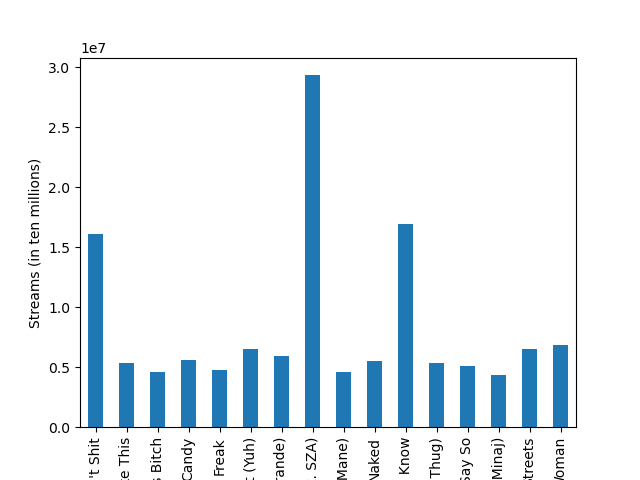 1e7
3.0
2.5
2.0
1.5
1.0
0.5
0.0
Streams (in ten millions)
't Shit
e This
s Bitch
Candy
Freak
t (Yuh)
rande)
. SZA)
Mane)
Naked
Know
Thug)
Say So
Minaj)
treets
Woman